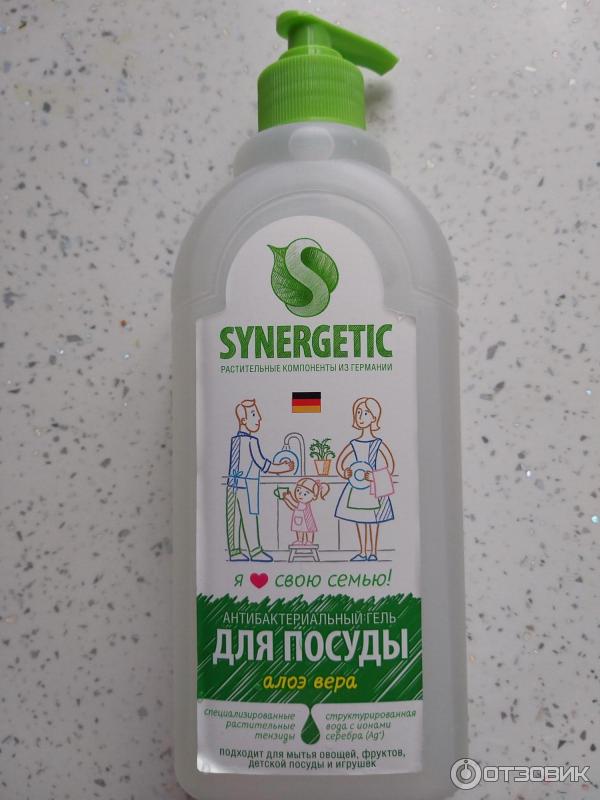 SYNERGETIC
РАСТИТЕЛЬНЫЕ КОМПОНЕНТЫ ИЗ ГЕРМАНИИ
я ❤ свою семью!
АНТИБАКТЕРИАЛЬНЫЙ ГЕЛЬ
ДЛЯ ПОСУДЫ
алоэ вера
специализированные
растительные
тензиды
структурированная
вода с ионами
серебра (Ag⁺)
подходит для мытья овощей, фруктов,
детской посуды и игрушек
ОТЗОВИК